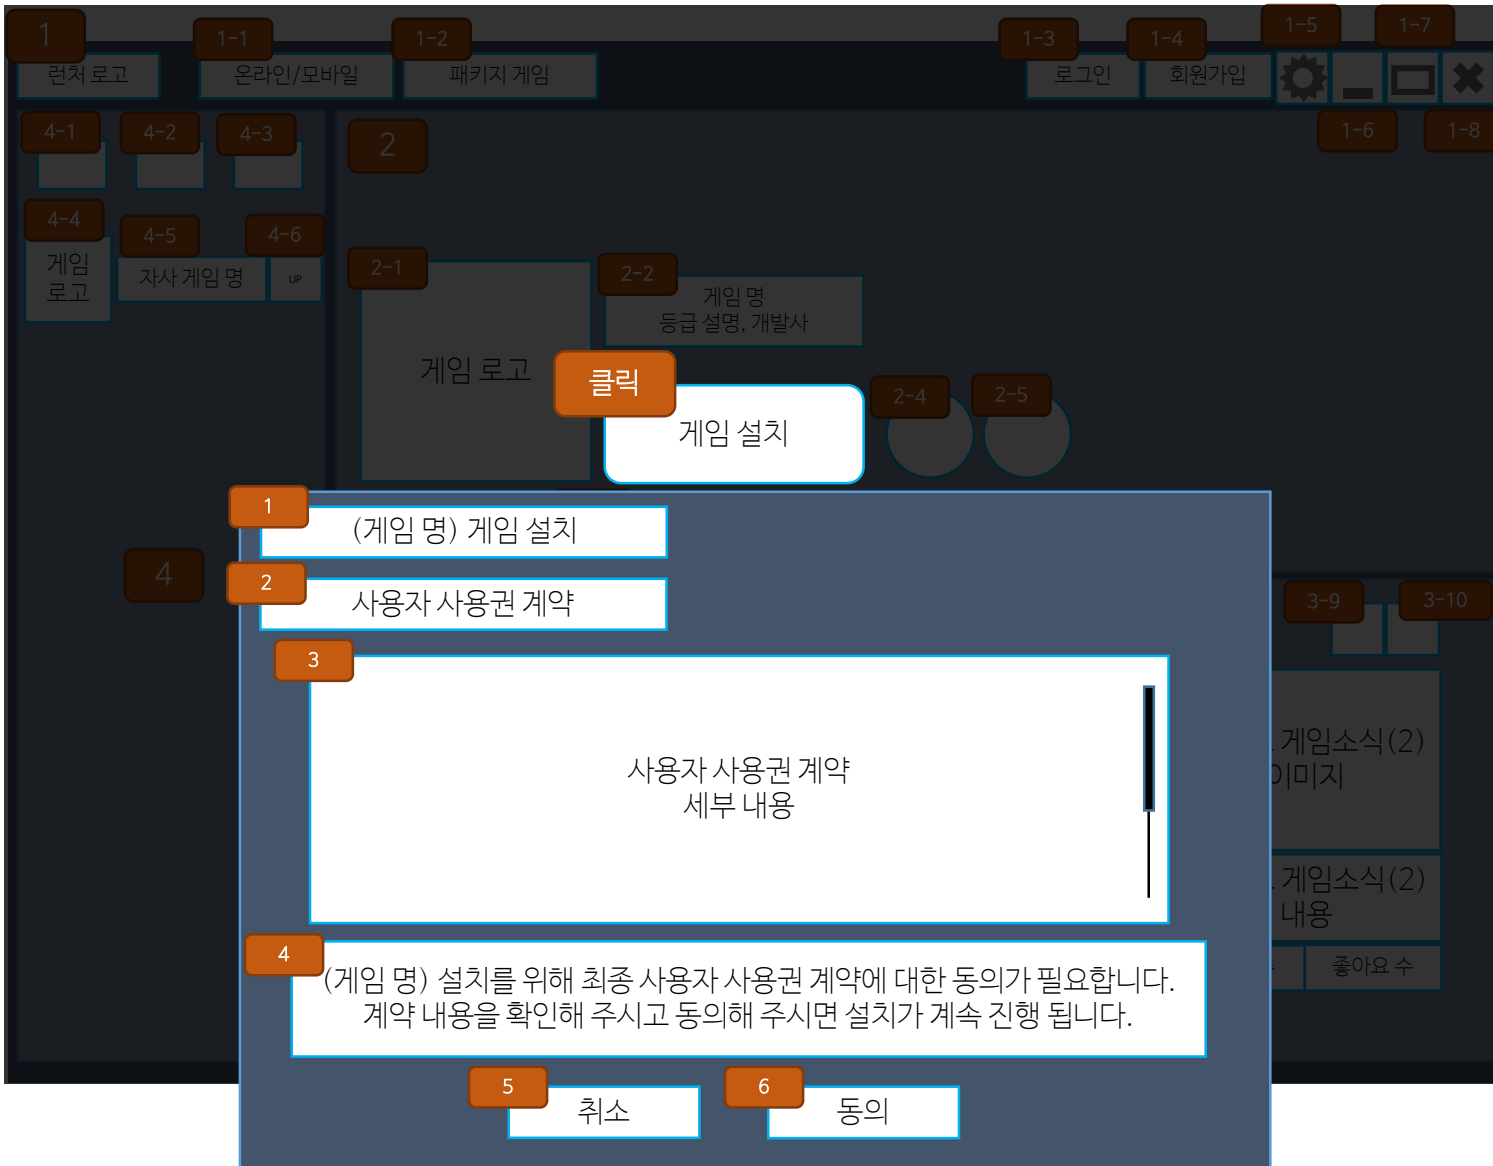 1
1-1
1-2
1-3
1-4
1-5
1-7
런처 로고
온라인/모바일
패키지 게임
로그인
회원가입
1-6
1-8
4-1
4-2
4-3
2
4-4
4-5
4-6
게임
로고
자사 게임 명
UP
2-1
2-2
게임 명
등급 설명, 개발사
게임 로고
클릭
게임 설치
2-4
2-5
1
(게임 명) 게임 설치
4
2
사용자 사용권 계약
3-9
3-10
3
사용자 사용권 계약
세부 내용
게임소식(2)
이미지
게임소식(2)
내용
좋아요 수
4
(게임 명) 설치를 위해 최종 사용자 사용권 계약에 대한 동의가 필요합니다.
계약 내용을 확인해 주시고 동의해 주시면 설치가 계속 진행 됩니다.
5
취소
6
동의